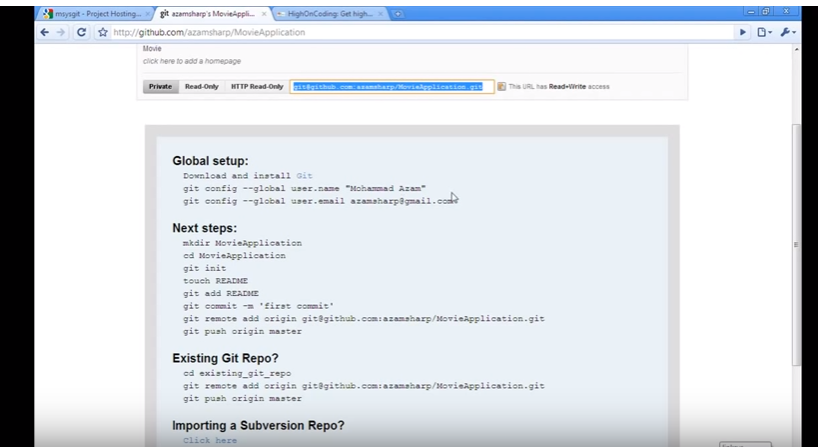 msysgit - Project Hosting...
azamsharp's MovieAppli...
HighOnCoding: Get high...
http://github.com/azamsharp/MovieApplication
Movie
click here to add a homepage
Private Read-Only HTTP Read-Only git@github.com:azamsharp/MovieApplication.git This URL has Read+Write access
Global setup:
Download and install Git
git config --global user.name "Mohammad Azam"
git config --global user.email azamsharp@gmail.com
Next steps:
mkdir MovieApplication
cd MovieApplication
git init
touch README
git add README
git commit -m 'first commit'
git remote add origin git@github.com:azamsharp/MovieApplication.git
git push origin master
Existing Git Repo?
cd existing_git_repo
git remote add origin git@github.com:azamsharp/MovieApplication.git
git push origin master
Importing a Subversion Repo?
Click here